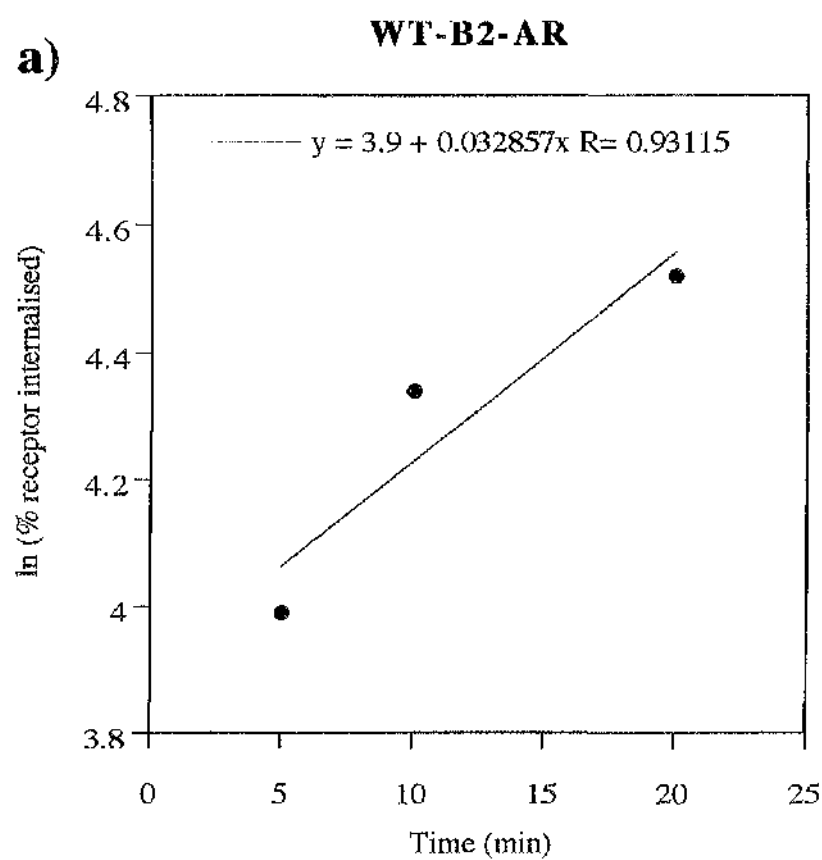 WT-B2-AR
a)
4.8
y = 3.9 + 0.032857x R= 0.93115
4.6
4.4
4.2
4
3.8
ln (% receptor internalised)
0 5 10 15 20 25
Time (min)